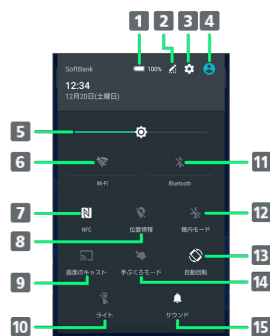 1 2 3 4
SoftBank 100%
12:34
12月20日(土曜日)
5
6 11
Wi-Fi Bluetooth
7 12
NFC 位置情報 機内モード
8
13
9 14
画面のキャスト 手ぶくろモード 自動回転
10 15
ライト サウンド